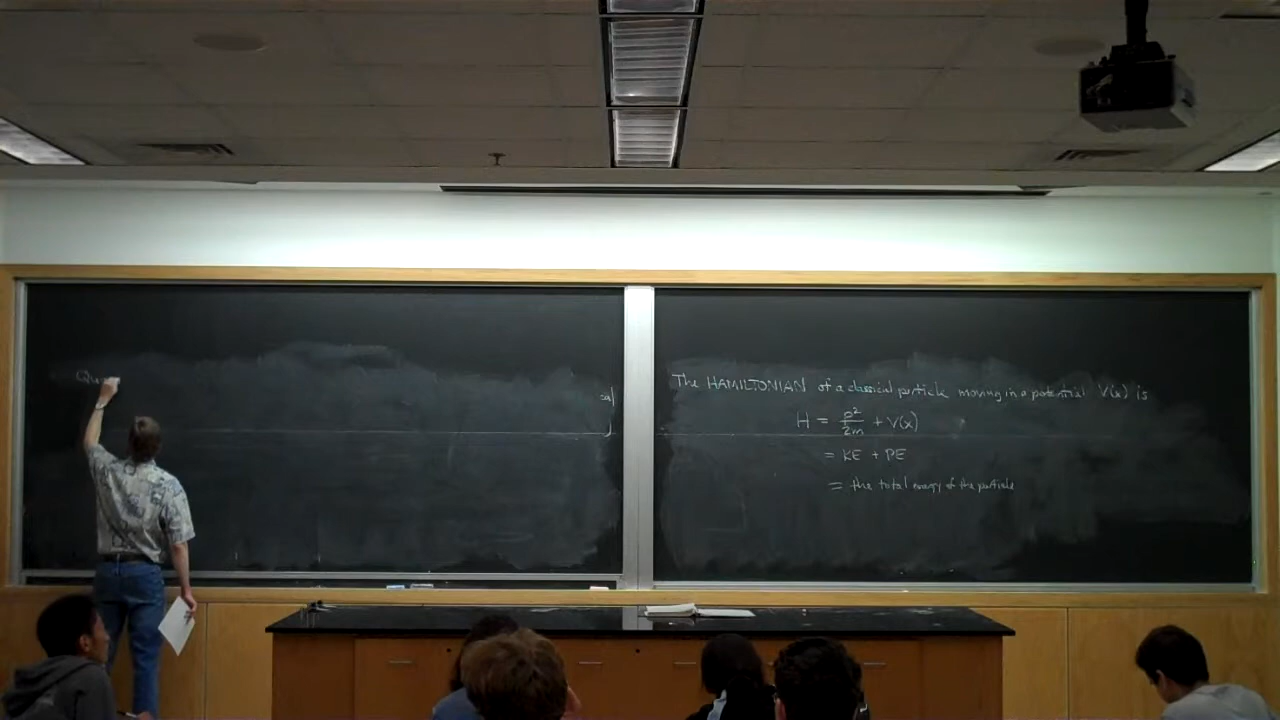 Qu
The HAMILTONIAN of a classical particle moving in a potential V(x) is
H = p²/2m + V(x)
= KE + PE
= the total energy of the particle